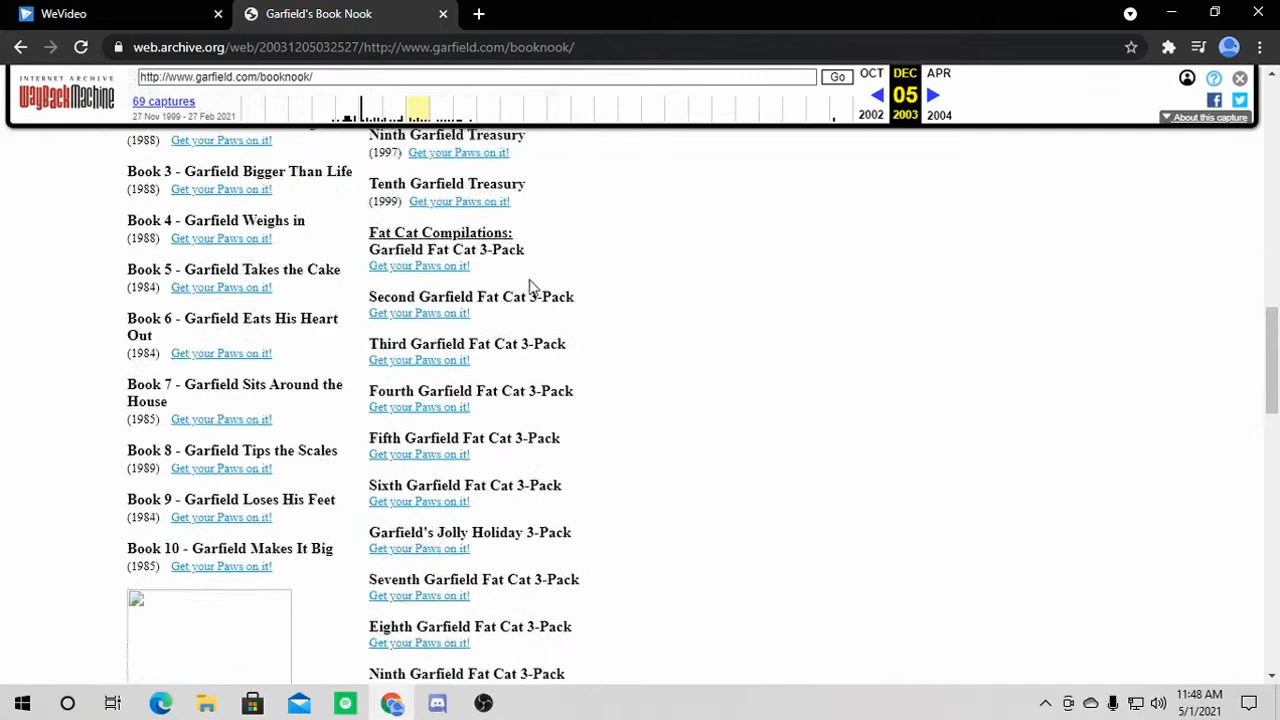 WeVideo
Garfield's Book Nook
web.archive.org/web/20031205032527/http://www.garfield.com/booknook/
INTERNET ARCHIVE
WayBackMachine
http://www.garfield.com/booknook/
Go
OCT
DEC
APR
69 captures
05
27 Nov 1999 - 27 Feb 2021
2002
2003
2004
About this capture
(1988) Get your Paws on it!
Book 3 - Garfield Bigger Than Life
(1988) Get your Paws on it!
Book 4 - Garfield Weighs in
(1988) Get your Paws on it!
Book 5 - Garfield Takes the Cake
(1984) Get your Paws on it!
Book 6 - Garfield Eats His Heart
Out
(1984) Get your Paws on it!
Book 7 - Garfield Sits Around the
House
(1985) Get your Paws on it!
Book 8 - Garfield Tips the Scales
(1989) Get your Paws on it!
Book 9 - Garfield Loses His Feet
(1984) Get your Paws on it!
Book 10 - Garfield Makes It Big
(1985) Get your Paws on it!
Ninth Garfield Treasury
(1997) Get your Paws on it!
Tenth Garfield Treasury
(1999) Get your Paws on it!
Fat Cat Compilations:
Garfield Fat Cat 3-Pack
Get your Paws on it!
Second Garfield Fat Cat 3-Pack
Get your Paws on it!
Third Garfield Fat Cat 3-Pack
Get your Paws on it!
Fourth Garfield Fat Cat 3-Pack
Get your Paws on it!
Fifth Garfield Fat Cat 3-Pack
Get your Paws on it!
Sixth Garfield Fat Cat 3-Pack
Get your Paws on it!
Garfield's Jolly Holiday 3-Pack
Get your Paws on it!
Seventh Garfield Fat Cat 3-Pack
Get your Paws on it!
Eighth Garfield Fat Cat 3-Pack
Get your Paws on it!
Ninth Garfield Fat Cat 3-Pack
11:48 AM
5/1/2021